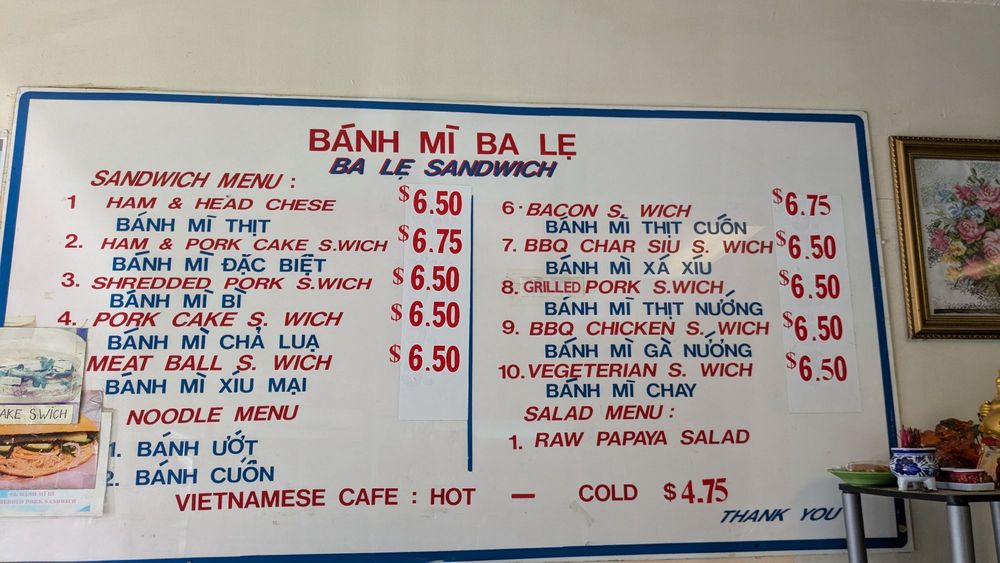 BÁNH MÌ BA LẸ
BA LẸ SANDWICH
SANDWICH MENU :
1 HAM & HEAD CHESE $6.50
BÁNH MÌ THỊT
2. HAM & PORK CAKE S.WICH $6.75
BÁNH MÌ ĐẶC BIỆT
3. SHREDDED PORK S.WICH $6.50
BÁNH MÌ BÌ
4. PORK CAKE S. WICH $6.50
BÁNH MÌ CHẢ LUA
MEAT BALL S. WICH $6.50
BÁNH MÌ XÍU MẠI
NOODLE MENU
1. BÁNH ƯỚT
2. BÁNH CUỐN
6. BACON S. WICH $6.75
BÁNH MÌ THỊT CUỐN
7. BBQ CHAR SIU S. WICH $6.50
BÁNH MÌ XÁ XÍU
8. GRILLED PORK S.WICH $6.50
BÁNH MÌ THỊT NƯỚNG
9. BBQ CHICKEN S. WICH $6.50
BÁNH MÌ GÀ NƯỚNG
10. VEGETERIAN S. WICH $6.50
BÁNH MÌ CHAY
SALAD MENU :
1. RAW PAPAYA SALAD
VIETNAMESE CAFE : HOT — COLD $4.75
THANK YOU
AKE S.WICH
BÁNH MÌ BÌ
PORK SANDWICH